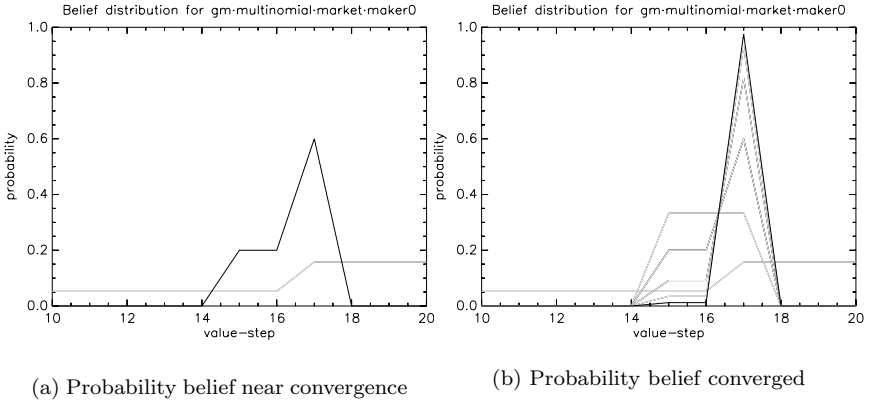 Belief distribution for gm·multinomial·market·maker0
1.0
0.8
0.6
0.4
0.2
0.0
probability
10 12 14 16 18 20
value-step
(a) Probability belief near convergence
Belief distribution for gm·multinomial·market·maker0
1.0
0.8
0.6
0.4
0.2
0.0
probability
10 12 14 16 18 20
value-step
(b) Probability belief converged